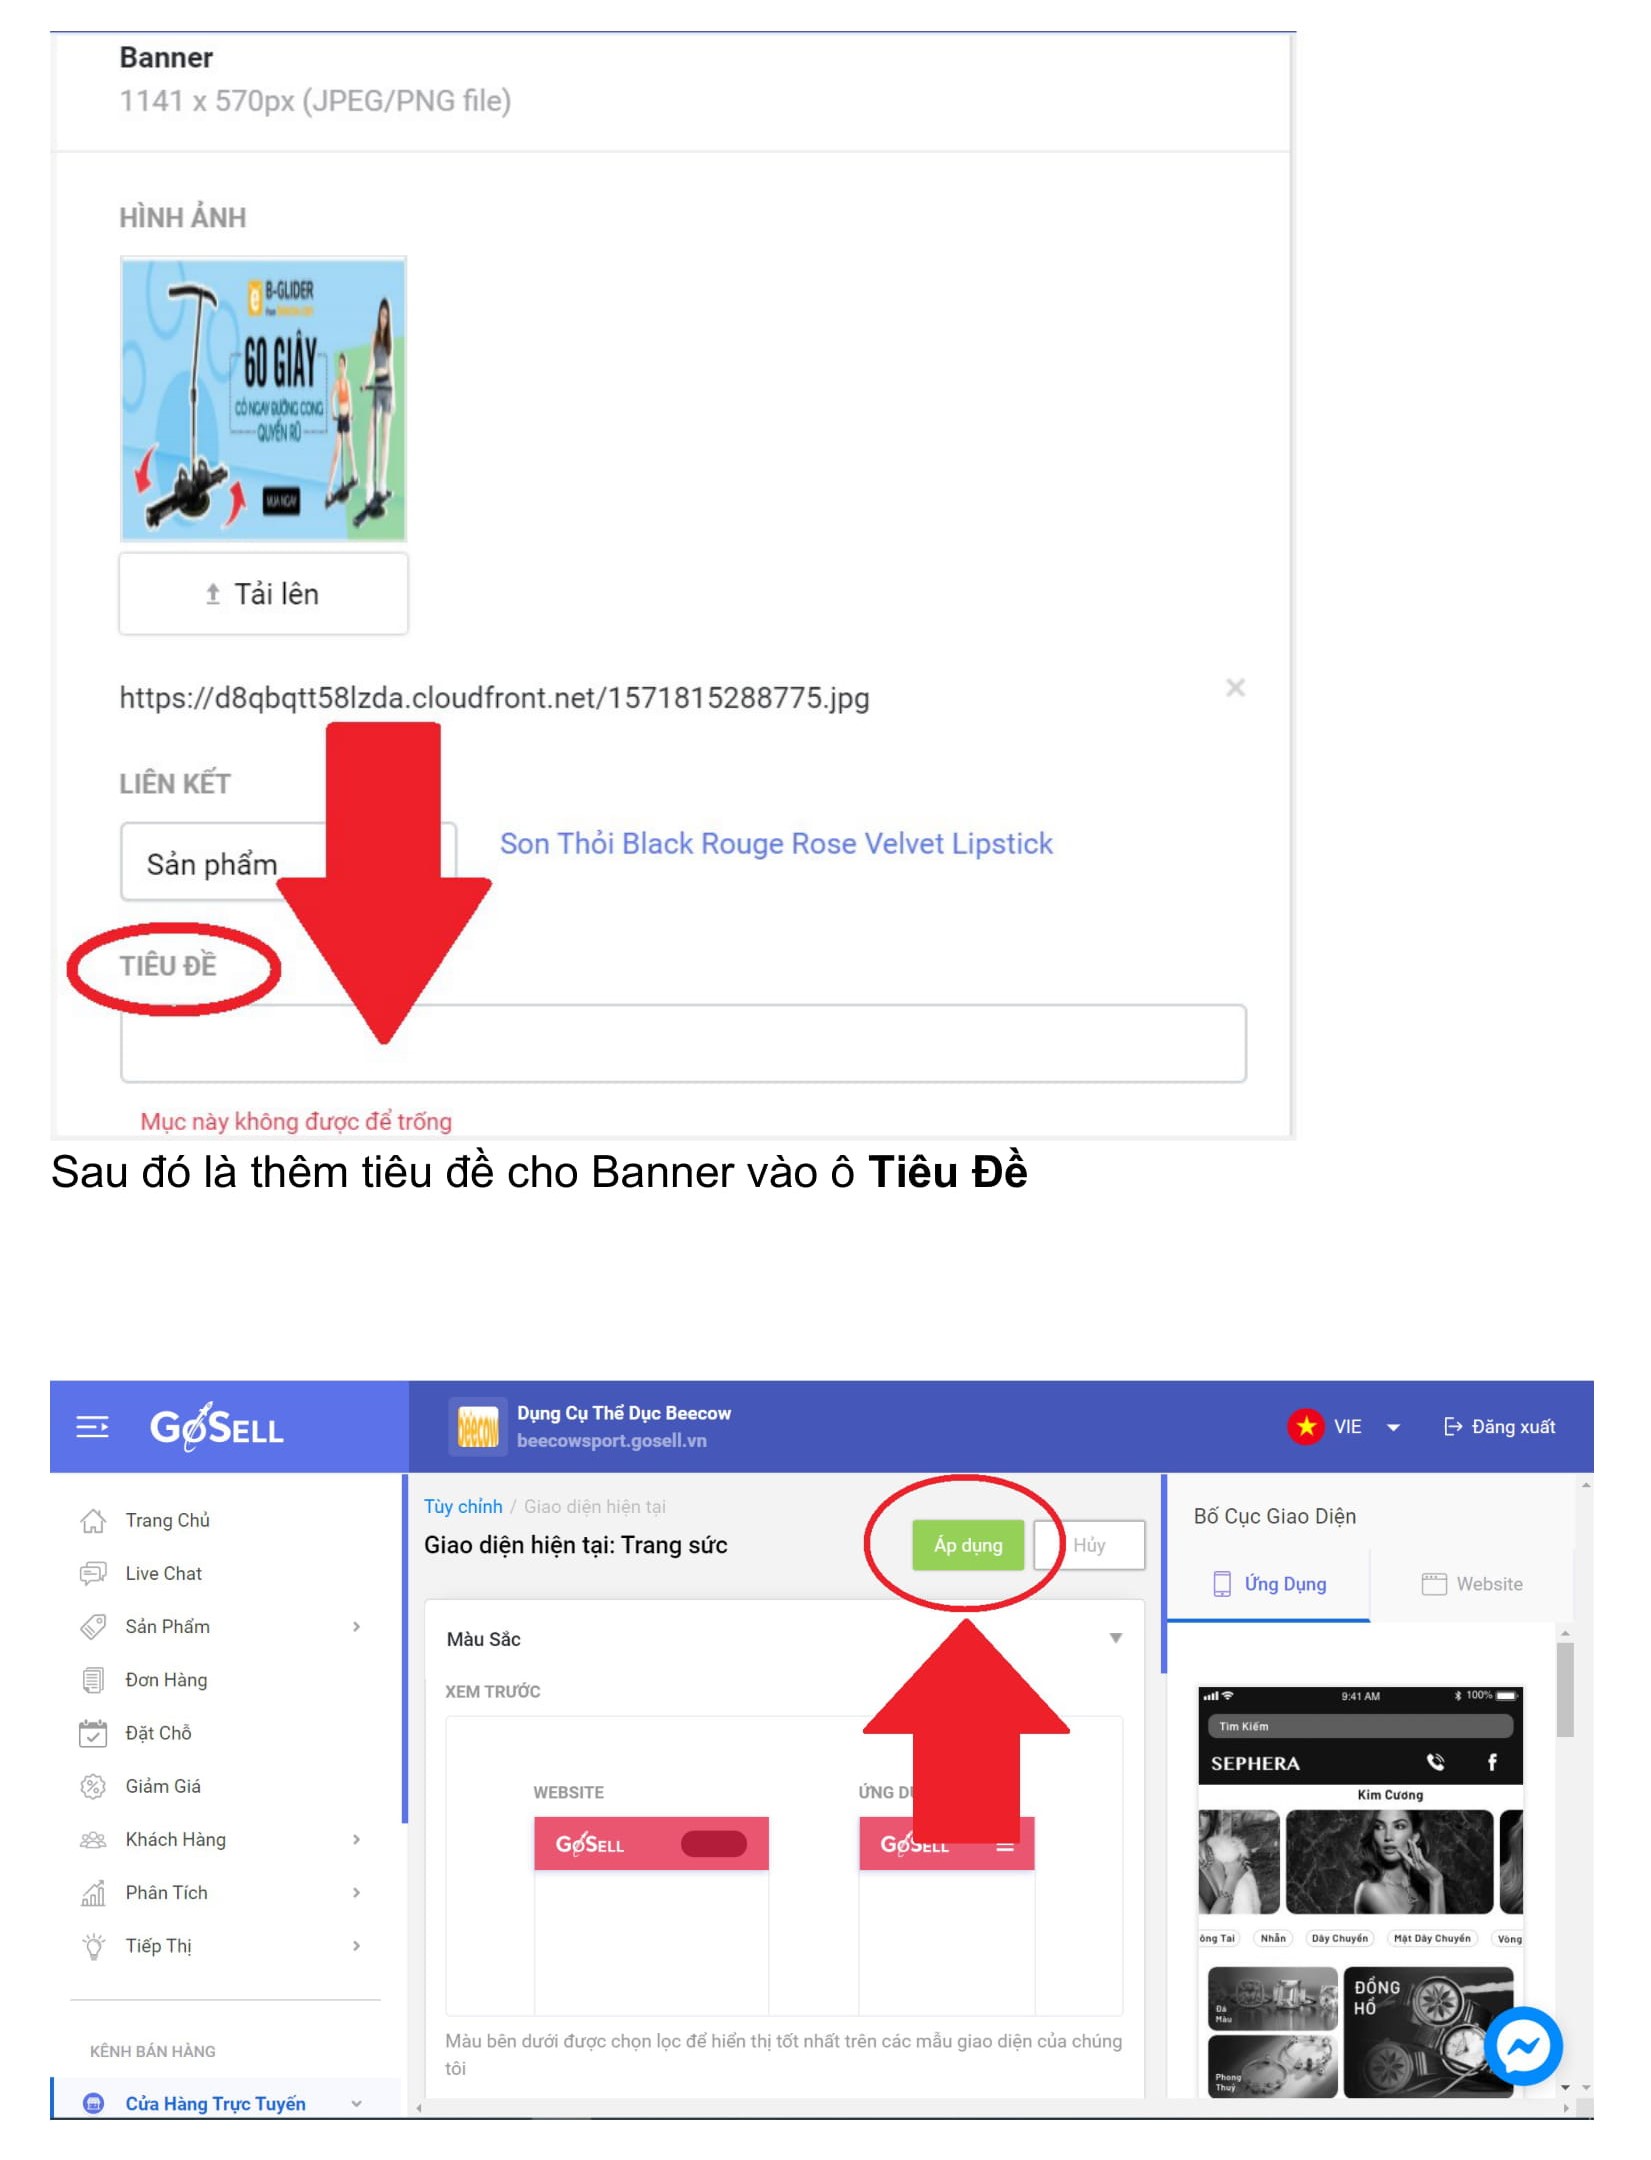 Banner
1141 x 570px (JPEG/PNG file)
HÌNH ẢNH
B-GLIDER
60 GIÂY
CÓ NGAY ĐƯỜNG CONG
QUYẾN RŨ
MUA NGAY
Tải lên
https://d8qbqtt58lzda.cloudfront.net/1571815288775.jpg
LIÊN KẾT
Sản phẩm
Son Thỏi Black Rouge Rose Velvet Lipstick
TIÊU ĐỀ
Mục này không được để trống
Sau đó là thêm tiêu đề cho Banner vào ô Tiêu Đề
GoSELL
beecow
Dụng Cụ Thể Dục Beecow
beecowsport.gosell.vn
VIE
Đăng xuất
Trang Chủ
Live Chat
Sản Phẩm
Đơn Hàng
Đặt Chỗ
Giảm Giá
Khách Hàng
Phân Tích
Tiếp Thị
KÊNH BÁN HÀNG
Cửa Hàng Trực Tuyến
Tùy chỉnh / Giao diện hiện tại
Giao diện hiện tại: Trang sức
Áp dụng
Hủy
Màu Sắc
XEM TRƯỚC
WEBSITE
ỨNG D
GoSELL
GoSELL
Màu bên dưới được chọn lọc để hiển thị tốt nhất trên các mẫu giao diện của chúng
tôi
Bố Cục Giao Diện
Ứng Dụng
Website
9:41 AM
100%
Tìm Kiếm
SEPHERA
Kim Cương
ông Tai
Nhẫn
Dây Chuyển
Mặt Dây Chuyển
Vòng
Đá
Màu
ĐỒNG
HỒ
Phong
Thuỷ